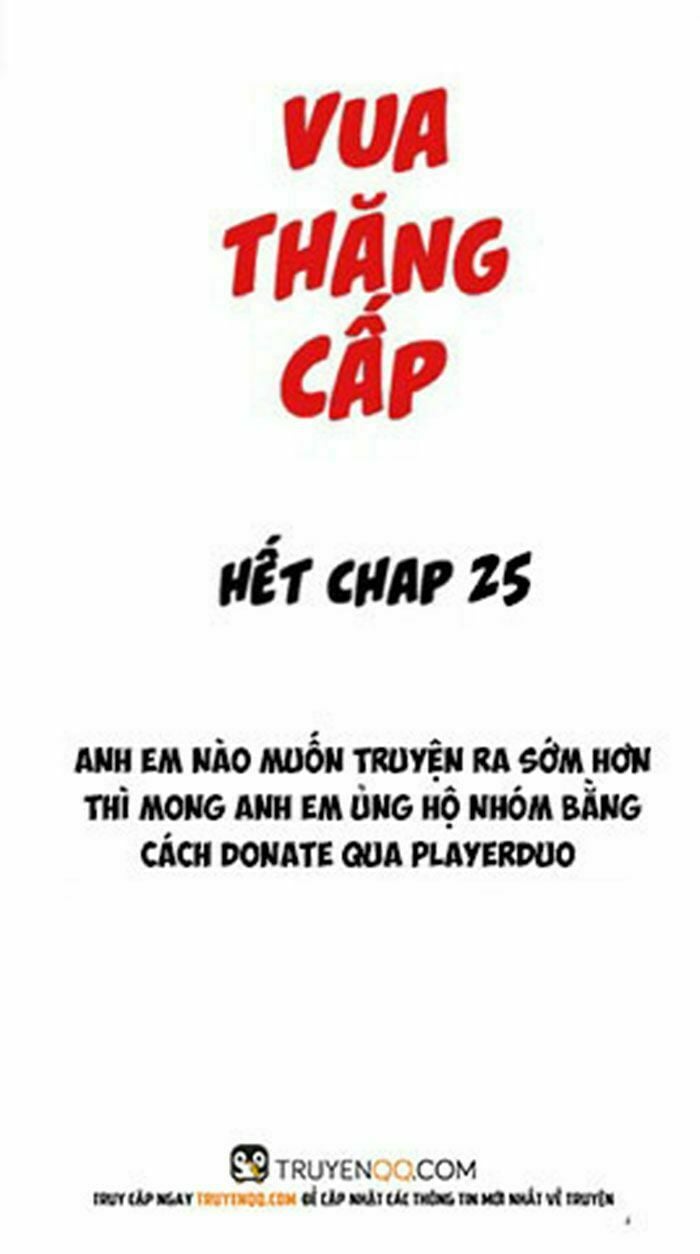 VUA
THĂNG
CẤP
HẾT CHAP 25
ANH EM NÀO MUỐN TRUYỆN RA SỚM HƠN
THÌ MONG ANH EM ỦNG HỘ NHÓM BẰNG
CÁCH DONATE QUA PLAYERDUO
TRUYENQQ.COM
TRUY CẬP NGAY TRUYENQQ.COM ĐỂ CẬP NHẬT CÁC THÔNG TIN MỚI NHẤT VỀ TRUYỆN